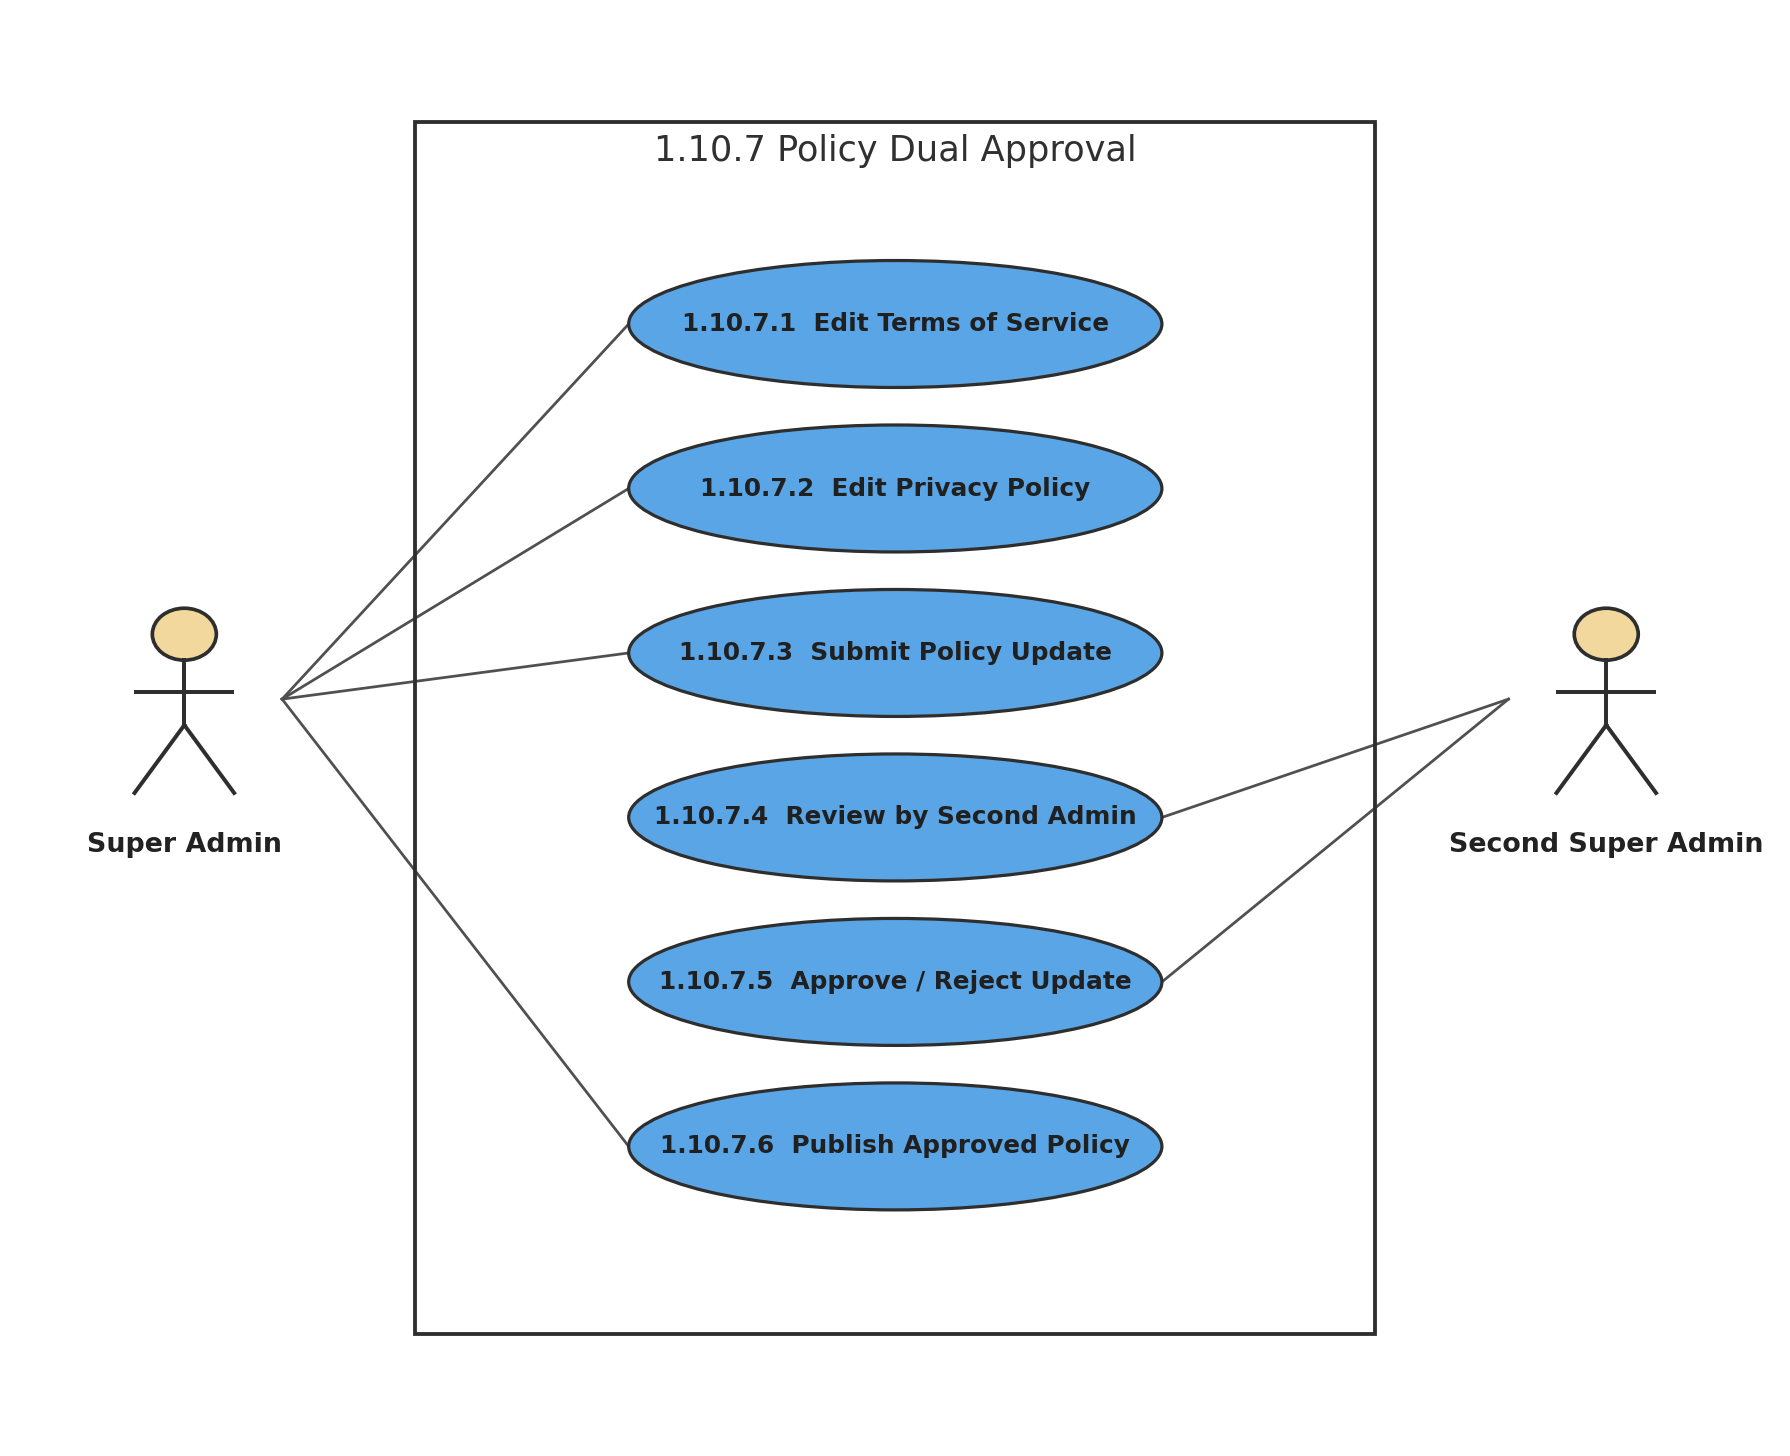 1.10.7 Policy Dual Approval
1.10.7.1  Edit Terms of Service
1.10.7.2  Edit Privacy Policy
1.10.7.3  Submit Policy Update
1.10.7.4  Review by Second Admin
Super Admin
Second Super Admin
1.10.7.5  Approve / Reject Update
1.10.7.6  Publish Approved Policy